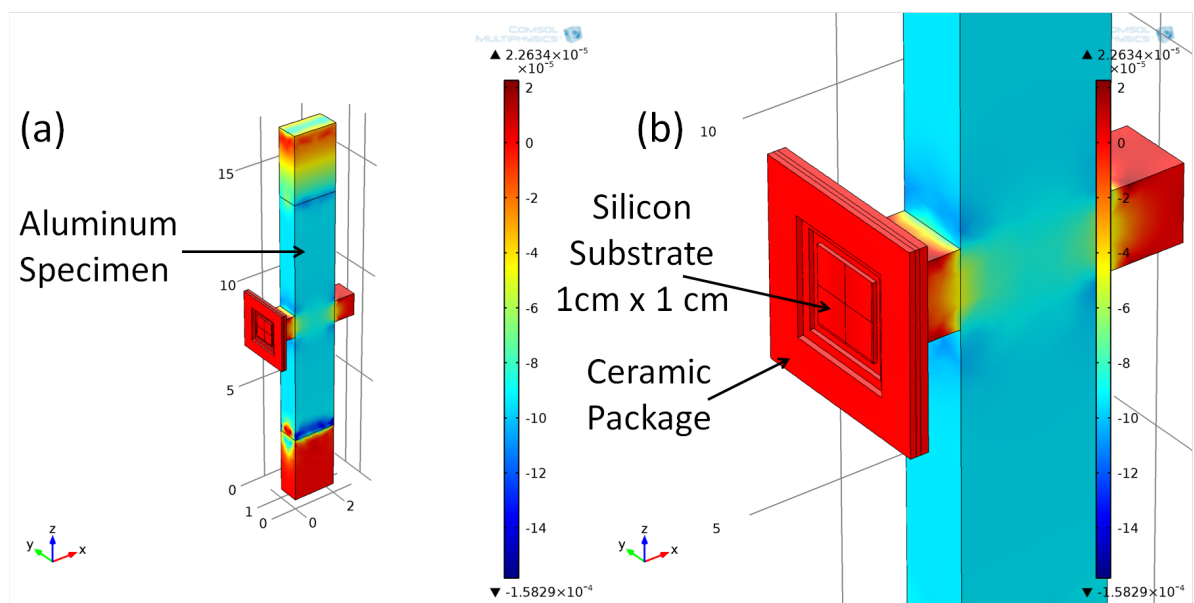 (a)
COMSOL
MULTIPHYSICS
▲ 2.2634×10⁻⁵
×10⁻⁵
2
0
-2
-4
-6
-8
-10
-12
-14
▼ -1.5829×10⁻⁴
Aluminum
Specimen
15
10
5
0
1
0
0
2
z
y
x
(b)
COMSOL
MULTIPHYSICS
▲ 2.2634×10⁻⁵
×10⁻⁵
2
0
-2
-4
-6
-8
-10
-12
-14
▼ -1.5829×10⁻⁴
10
Silicon
Substrate
1cm x 1 cm
Ceramic
Package
5
z
y
x